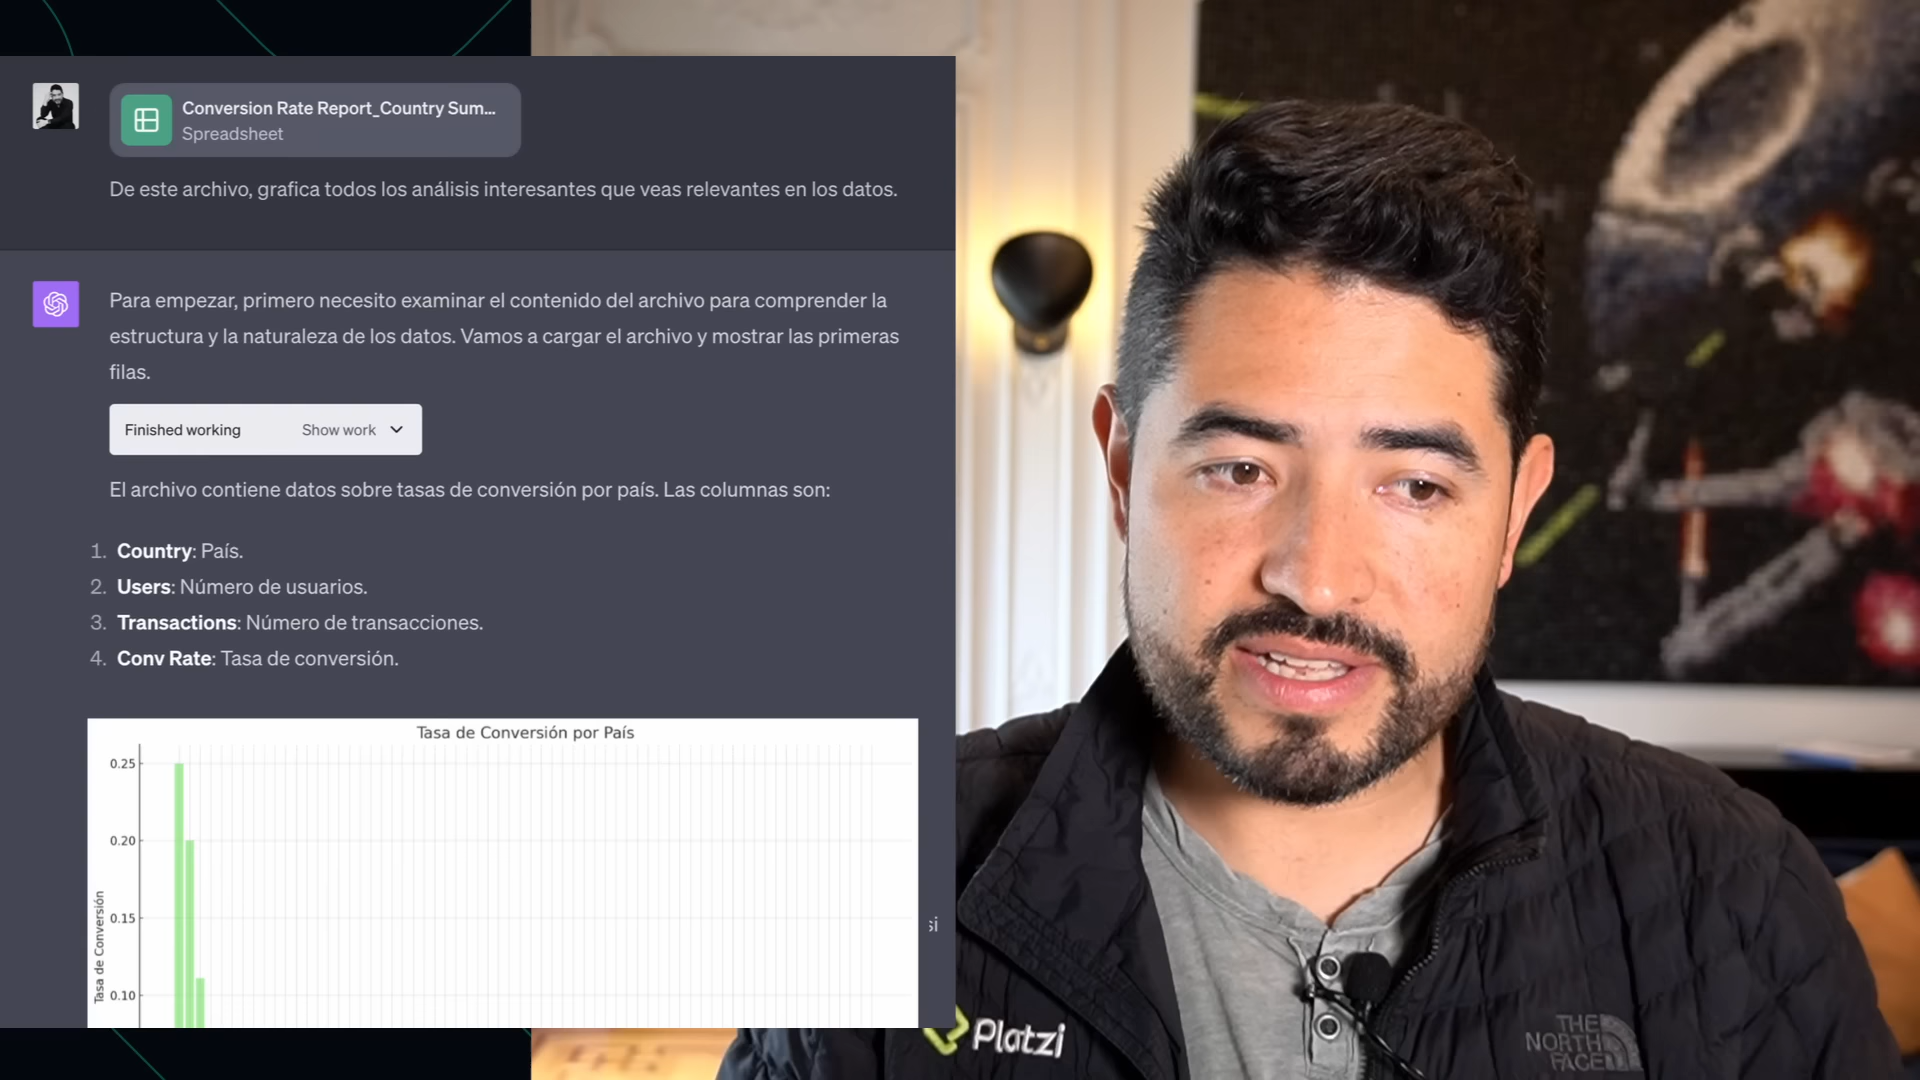 Conversion Rate Report_Country Sum...
Spreadsheet
De este archivo, grafica todos los análisis interesantes que veas relevantes en los datos.
Para empezar, primero necesito examinar el contenido del archivo para comprender la
estructura y la naturaleza de los datos. Vamos a cargar el archivo y mostrar las primeras
filas.
Finished working Show work
El archivo contiene datos sobre tasas de conversión por país. Las columnas son:
1. Country: País.
2. Users: Número de usuarios.
3. Transactions: Número de transacciones.
4. Conv Rate: Tasa de conversión.
Tasa de Conversión por País
0.25
0.20
0.15
0.10
Tasa de Conversión
si
Platzi
THE
NORTH
FACE